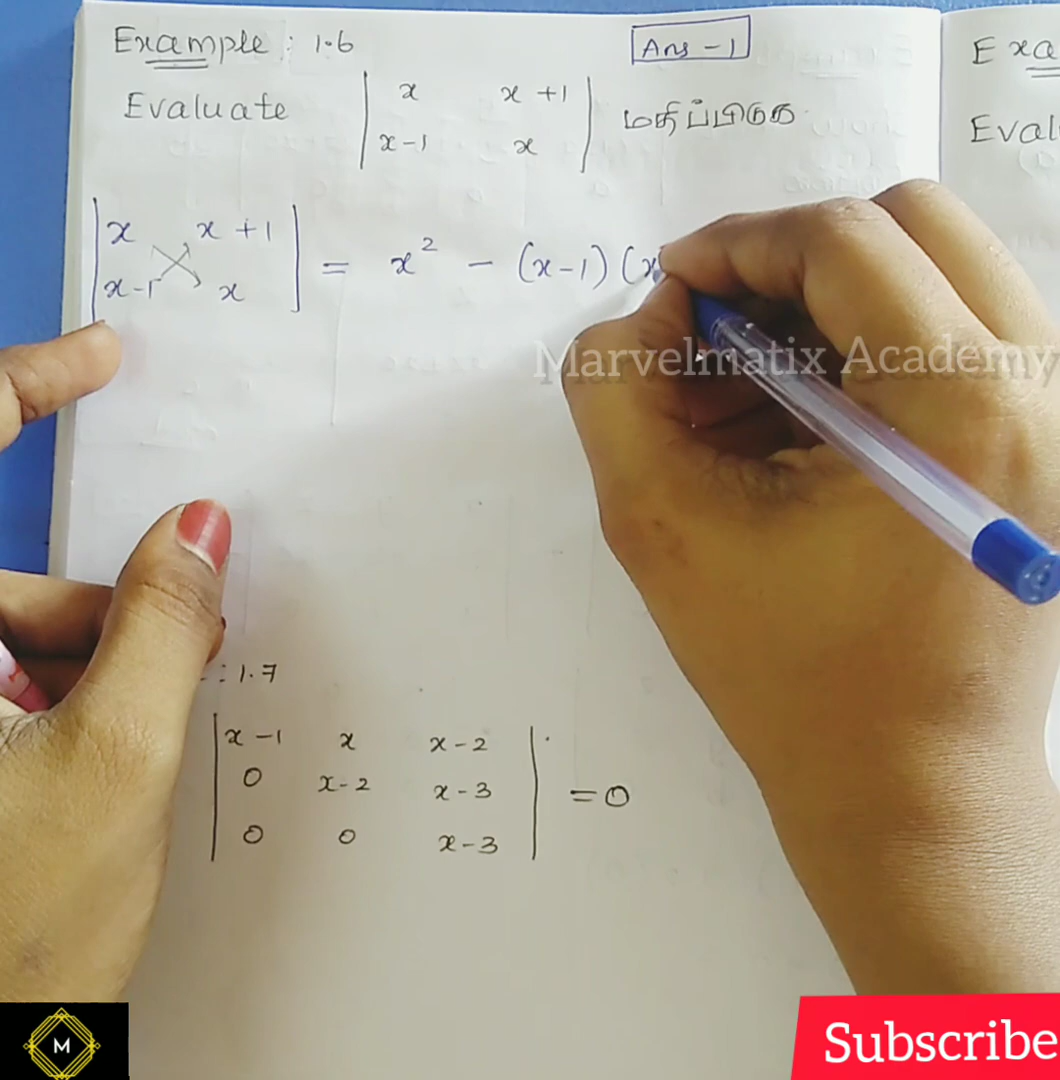 Example : 1.6
Ans - 1
Evaluate | x x + 1 | மதிப்பிடுக
| x - 1 x |
| x x + 1 |
| x - 1 x | = x² - (x - 1) (x
: 1.7
| x - 1 x x - 2 |
| 0 x - 2 x - 3 | = 0
| 0 0 x - 3 |
Exa
Eval
Marvelmatix Academy
M
Subscribe